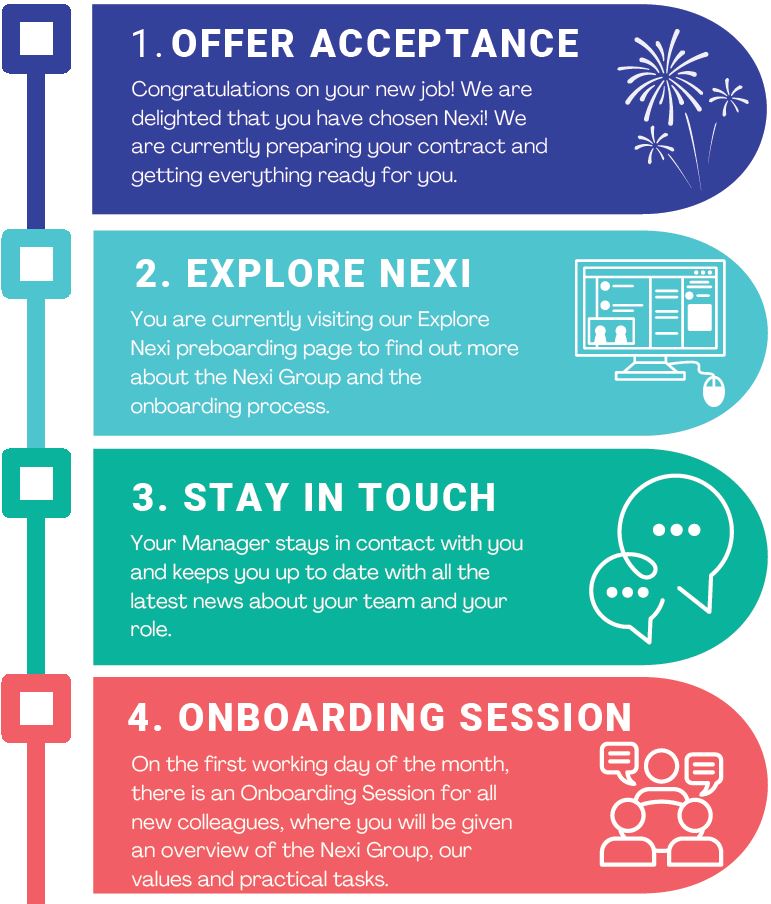 1. OFFER ACCEPTANCE
Congratulations on your new job! We are
delighted that you have chosen Nexi! We
are currently preparing your contract and
getting everything ready for you.
2. EXPLORE NEXI
You are currently visiting our Explore
Nexi preboarding page to find out more
about the Nexi Group and the
onboarding process.
3. STAY IN TOUCH
Your Manager stays in contact with you
and keeps you up to date with all the
latest news about your team and your
role.
4. ONBOARDING SESSION
On the first working day of the month,
there is an Onboarding Session for all
new colleagues, where you will be given
an overview of the Nexi Group, our
values and practical tasks.